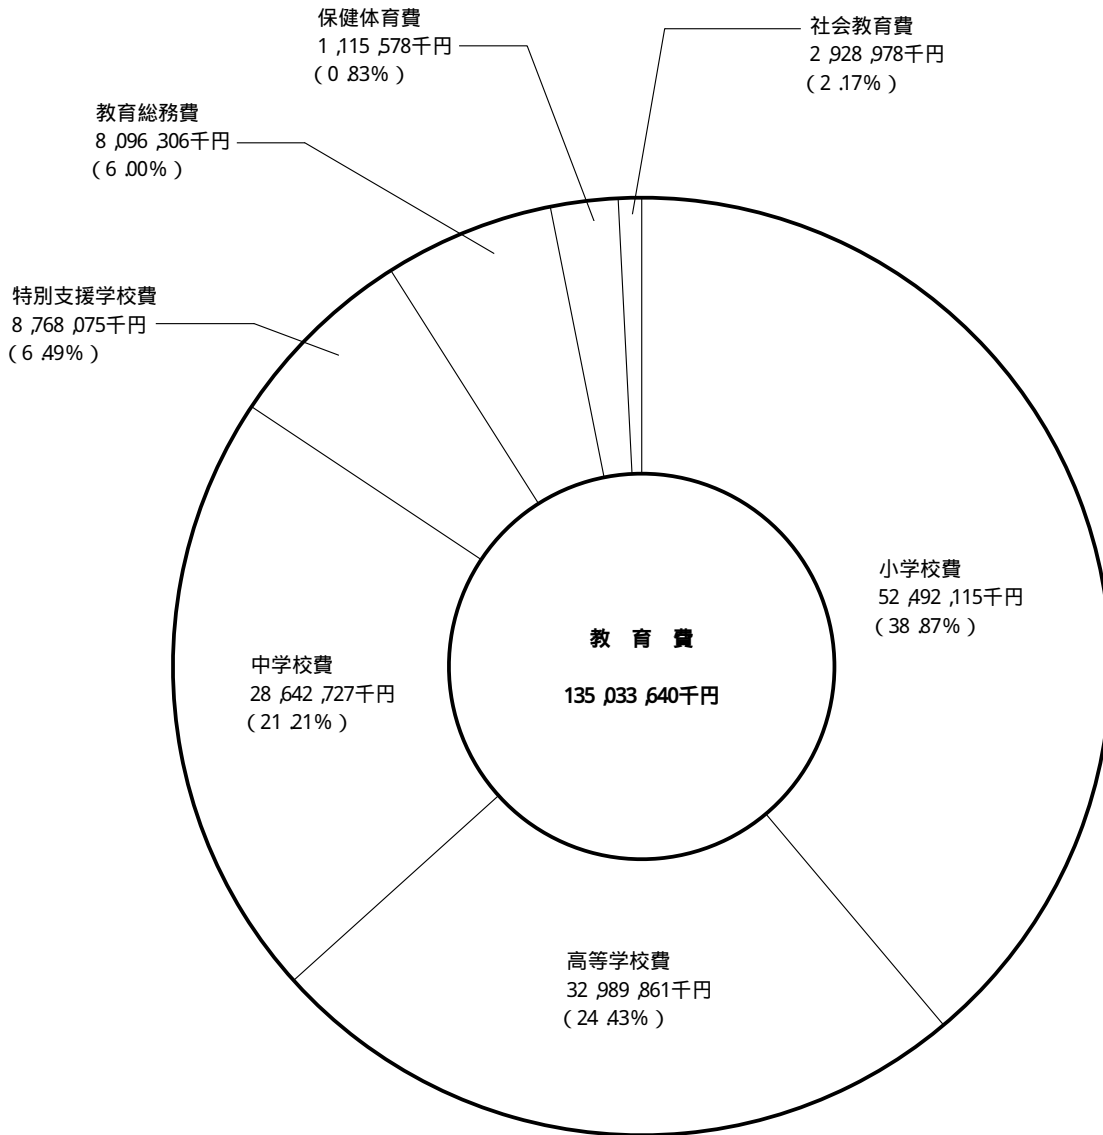 保健体育費
1,115,578千円
(0.83%)
社会教育費
2,928,978千円
(2.17%)
教育総務費
8,096,306千円
(6.00%)
特別支援学校費
8,768,075千円
(6.49%)
小学校費
52,492,115千円
(38.87%)
教育費
135,033,640千円
中学校費
28,642,727千円
(21.21%)
高等学校費
32,989,861千円
(24.43%)